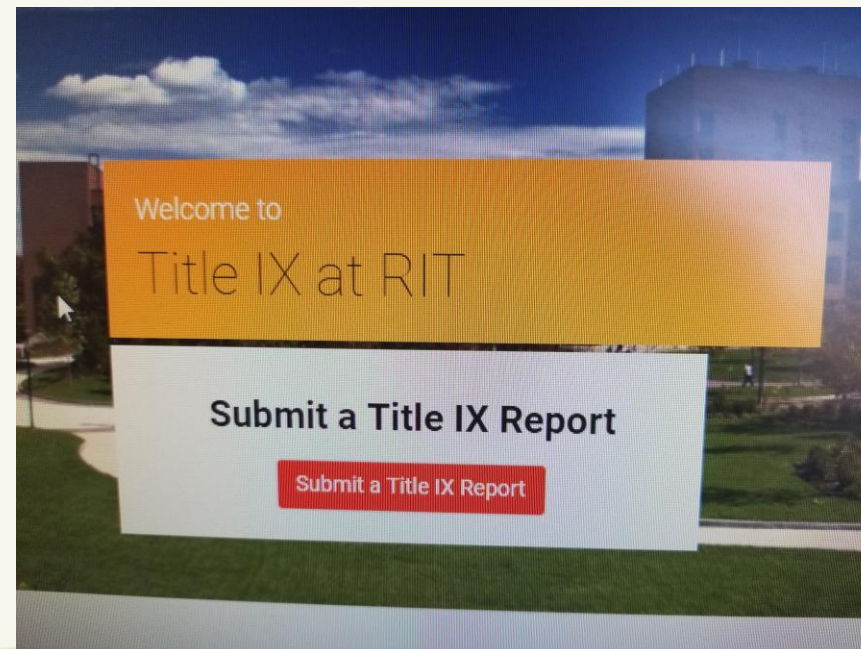 Welcome to
Title IX at RIT
Submit a Title IX Report
Submit a Title IX Report